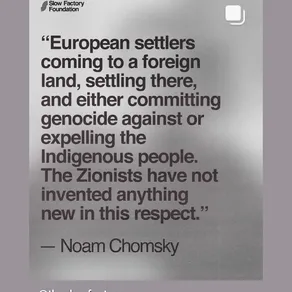 Slow Factory
Foundation
“European settlers
coming to a foreign
land, settling there,
and either committing
genocide against or
expelling the
Indigenous people.
The Zionists have not
invented anything
new in this respect.”
— Noam Chomsky